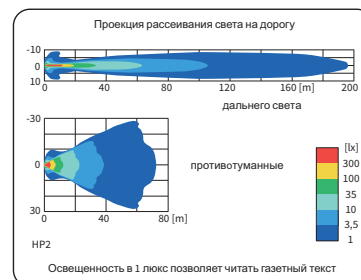 Проекция рассеивания света на дорогу
-10
0
10
0 40 80 120 160 [m] 200
дальнего света
-30
0
30
0 40 80 [m]
противотуманные
[lx]
300
100
35
10
3,5
1
HP2
Освещенность в 1 люкс позволяет читать газетный текст